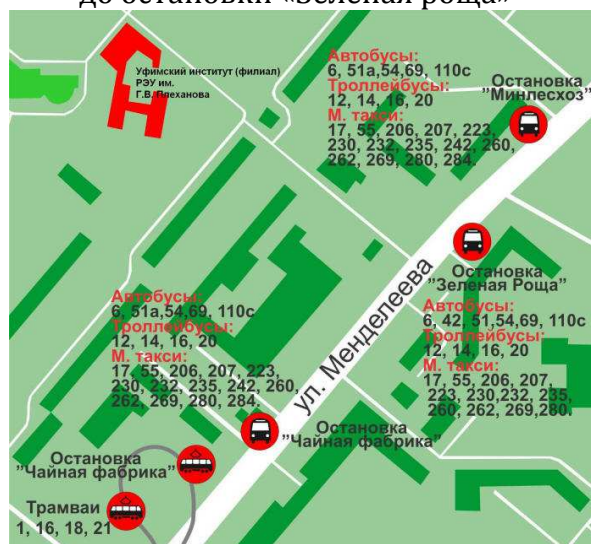 до остановки «Зеленая роща»
Уфимский институт (филиал)
РЭУ им.
Г.В. Плеханова
Автобусы:
6, 51а,54,69, 110с
Троллейбусы:
12, 14, 16, 20
М. такси:
17, 55, 206, 207, 223,
230, 232, 235, 242, 260,
262, 269, 280, 284.
Остановка
"Минлесхоз"
Остановка
"Зеленая Роща"
Автобусы:
6, 42, 51,54,69, 110с
Троллейбусы:
12, 14, 16, 20
М. такси:
17, 55, 206, 207,
223, 230,232, 235,
260, 262, 269,280.
ул. Менделеева
Автобусы:
6, 51а,54,69, 110с
Троллейбусы:
12, 14, 16, 20
М. такси:
17, 55, 206, 207, 223,
230, 232, 235, 242, 260,
262, 269, 280, 284.
Остановка
"Чайная фабрика"
Остановка
"Чайная фабрика"
Трамваи
1, 16, 18, 21